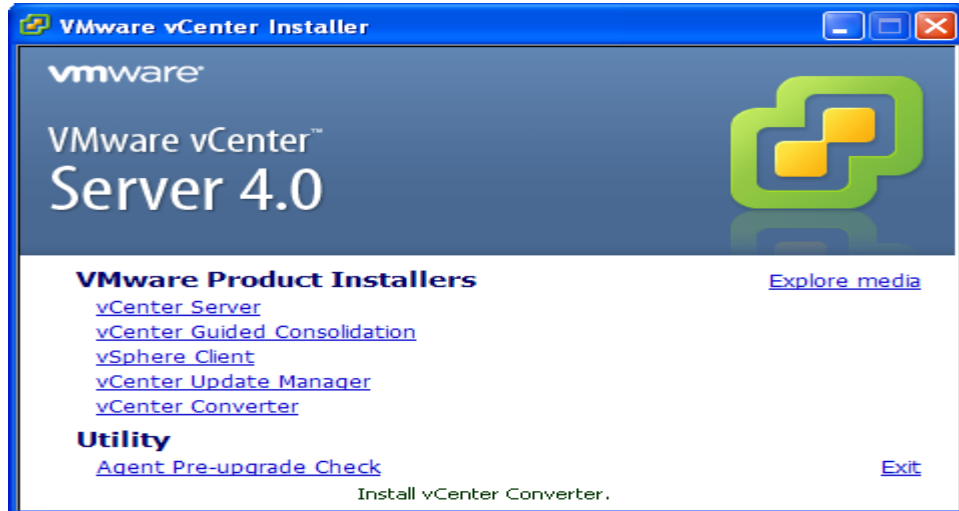 VMware vCenter Installer
vmware
VMware vCenter™
Server 4.0
VMware Product Installers
Explore media
vCenter Server
vCenter Guided Consolidation
vSphere Client
vCenter Update Manager
vCenter Converter
Utility
Agent Pre-upgrade Check
Exit
Install vCenter Converter.